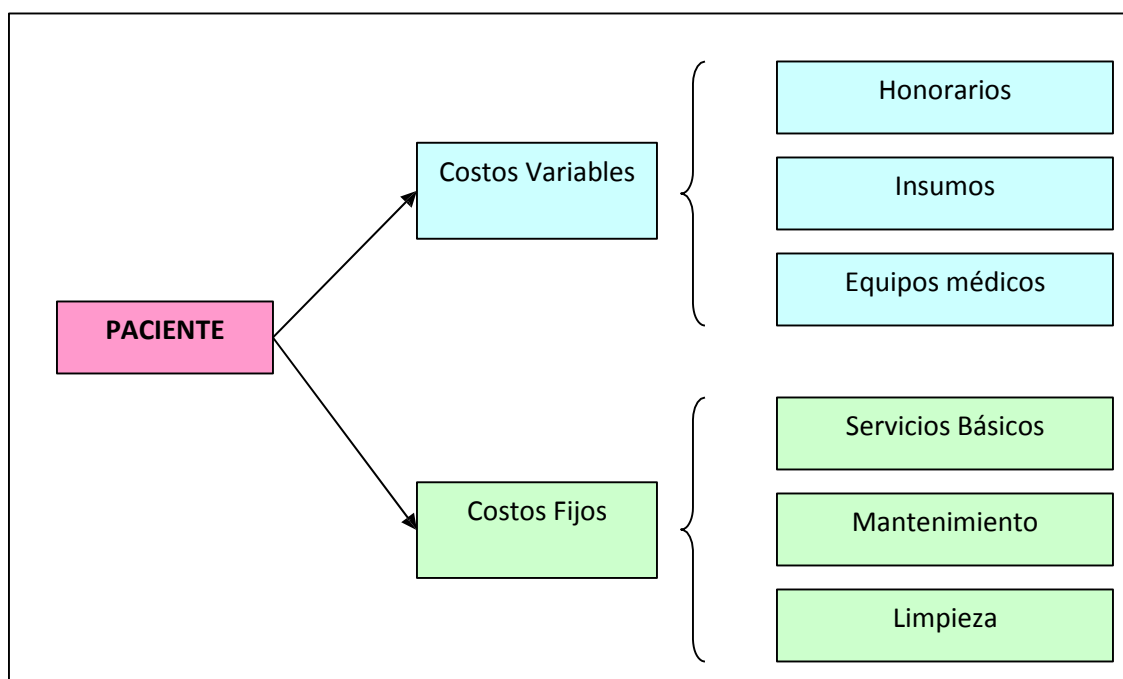 PACIENTE
Costos Variables
Honorarios
Insumos
Equipos médicos
Costos Fijos
Servicios Básicos
Mantenimiento
Limpieza